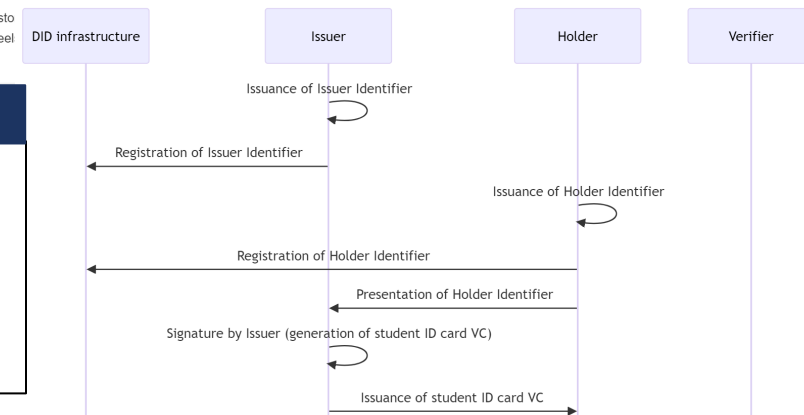 sto
eel
DID infrastructure
Issuer
Holder
Verifier
Issuance of Issuer Identifier
Registration of Issuer Identifier
Issuance of Holder Identifier
Registration of Holder Identifier
Presentation of Holder Identifier
Signature by Issuer (generation of student ID card VC)
Issuance of student ID card VC